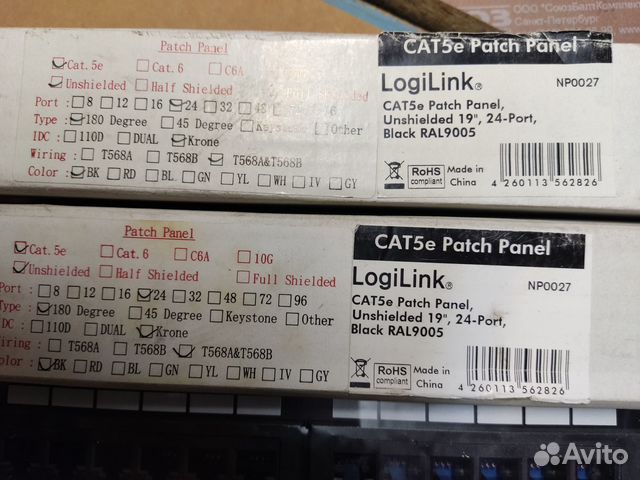 ООО "СоюзБалтКомплект
Санкт-Петербург
Patch Panel
Cat. 5e Cat. 6 C6A
Unshielded Half Shielded Full Shielded
Port : 8 12 16 24 32 48 6
Type : 180 Degree 45 Degree Keystone Other
IDC : 110D DUAL Krone
Wiring : T568A T568B T568A&T568B
Color : BK RD BL GN YL WH IV GY
CAT5e Patch Panel
LogiLink® NP0027
CAT5e Patch Panel,
Unshielded 19", 24-Port,
Black RAL9005
RoHS
compliant
Made in
China
4 260113 562826
Patch Panel
Cat. 5e Cat. 6 C6A 10G
Unshielded Half Shielded Full Shielded
Port : 8 12 16 24 32 48 72 96
Type : 180 Degree 45 Degree Keystone Other
IDC : 110D DUAL Krone
Wiring : T568A T568B T568A&T568B
Color : BK RD BL GN YL WH IV GY
CAT5e Patch Panel
LogiLink® NP0027
CAT5e Patch Panel,
Unshielded 19", 24-Port,
Black RAL9005
RoHS
compliant
Made in
China
4 260113 562826
Avito